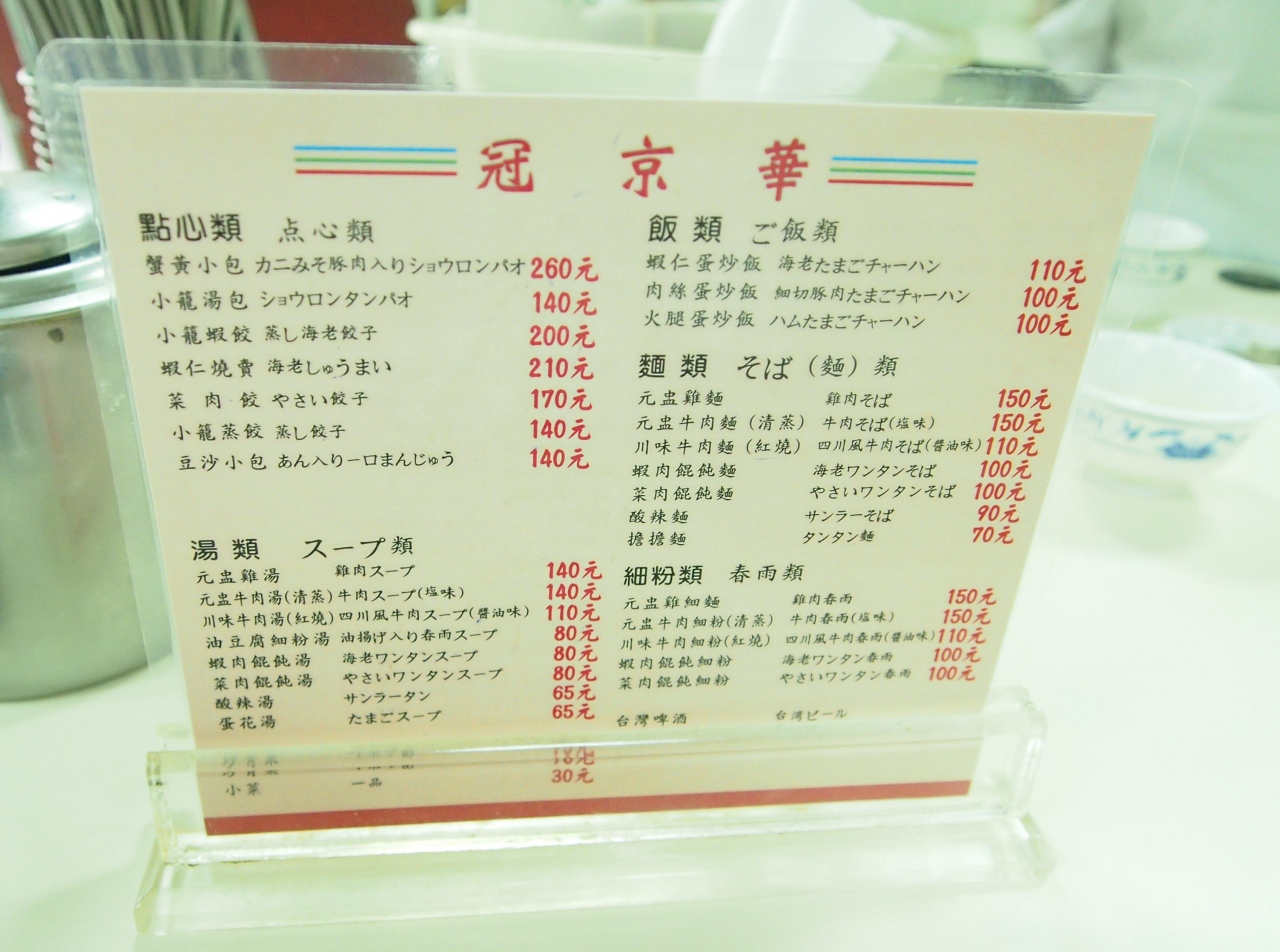 冠京華
點心類 点心類
蟹黃小包 カニみそ豚肉入りショウロンパオ 260元
小籠湯包 ショウロンタンパオ 140元
小籠蝦餃 蒸し海老餃子 200元
蝦仁燒賣 海老しゅうまい 210元
菜肉餃 やさい餃子 170元
小籠蒸餃 蒸し餃子 140元
豆沙小包 あん入り一口まんじゅう 140元
湯類 スープ類
元盅雞湯 雞肉スープ 140元
元盅牛肉湯(清蒸) 牛肉スープ(塩味) 140元
川味牛肉湯(紅燒) 四川風牛肉スープ(醬油味) 110元
油豆腐細粉湯 油揚げ入り春雨スープ 80元
蝦肉餛飩湯 海老ワンタンスープ 80元
菜肉餛飩湯 やさいワンタンスープ 80元
酸辣湯 サンラータン 65元
蛋花湯 たまごスープ 65元
小菜 一品 30元
飯類 ご飯類
蝦仁蛋炒飯 海老たまごチャーハン 110元
肉絲蛋炒飯 細切豚肉たまごチャーハン 100元
火腿蛋炒飯 ハムたまごチャーハン 100元
麵類 そば(麵)類
元盅雞麵 雞肉そば 150元
元盅牛肉麵(清蒸) 牛肉そば(塩味) 150元
川味牛肉麵(紅燒) 四川風牛肉そば(醬油味) 110元
蝦肉餛飩麵 海老ワンタンそば 100元
菜肉餛飩麵 やさいワンタンそば 100元
酸辣麵 サンラーそば 90元
擔擔麵 タンタン麵 70元
細粉類 春雨類
元盅雞細麵 雞肉春雨 150元
元盅牛肉細粉(清蒸) 牛肉春雨(塩味) 150元
川味牛肉細粉(紅燒) 四川風牛肉春雨(醬油味) 110元
蝦肉餛飩細粉 海老ワンタン春雨 100元
菜肉餛飩細粉 やさいワンタン春雨 100元
台灣啤酒 台湾ビール